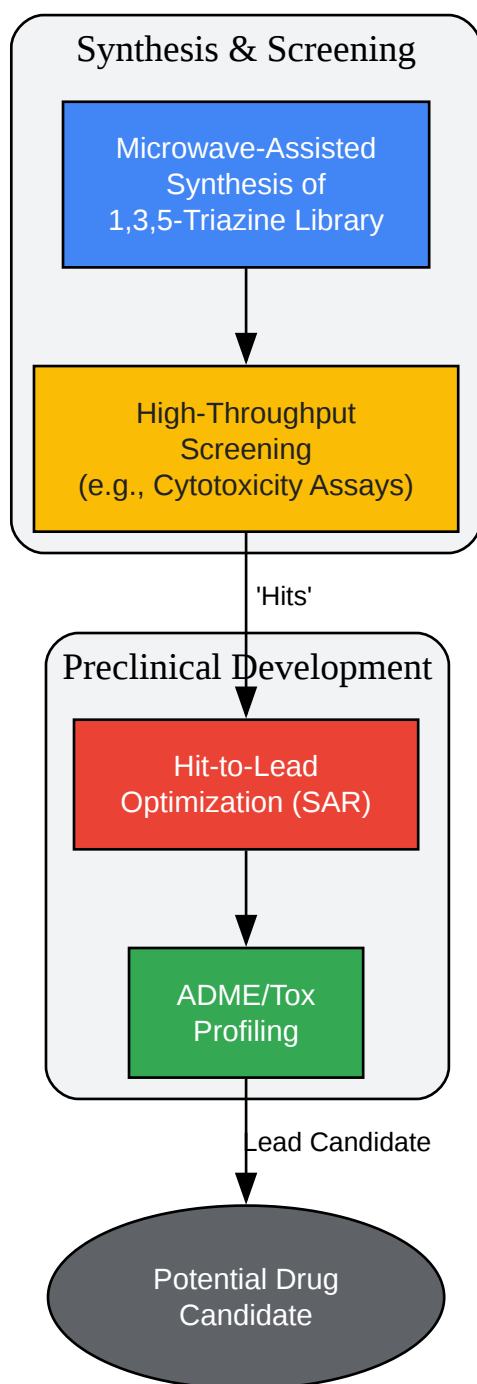 Synthesis & Screening
Microwave-Assisted
Synthesis of
1,3,5-Triazine Library
High-Throughput
Screening
(e.g., Cytotoxicity Assays)
'Hits'
Preclinical Development
Hit-to-Lead
Optimization (SAR)
ADME/Tox
Profiling
Lead Candidate
Potential Drug
Candidate